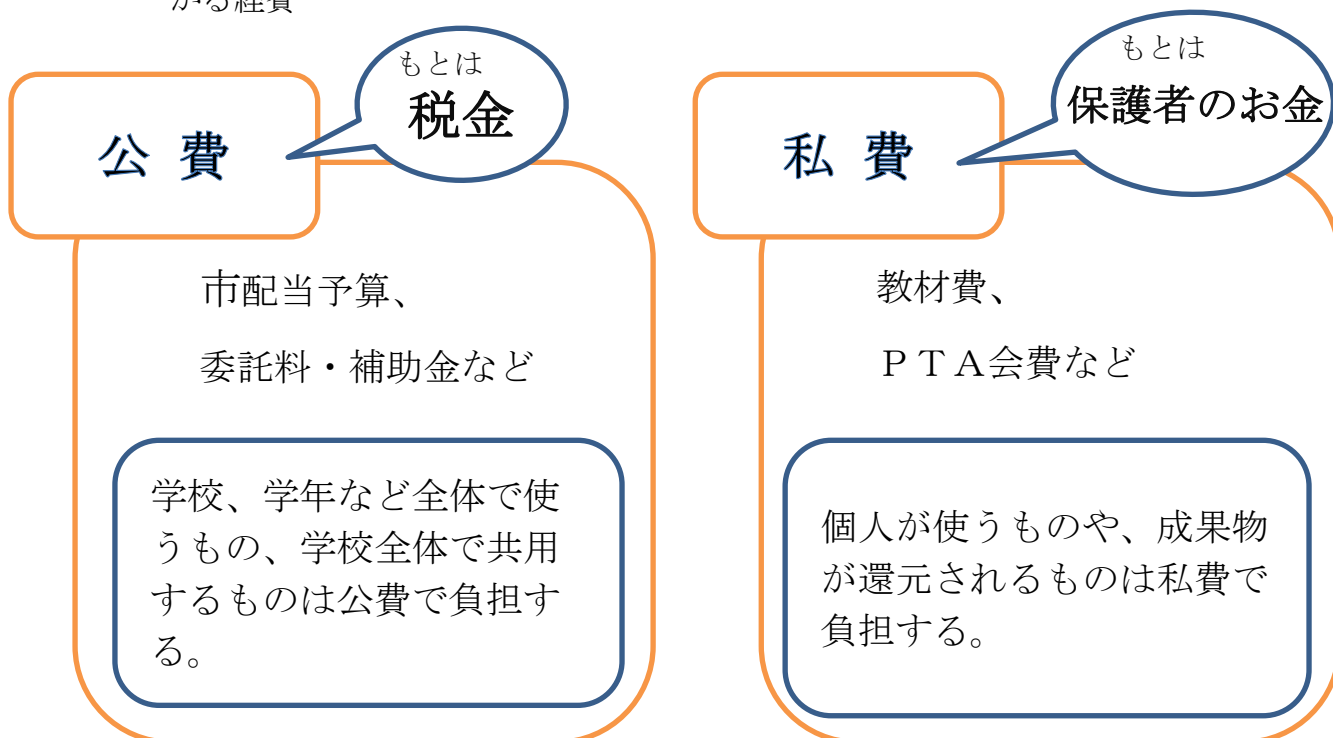 かる経費
もとは
税金
公 費
市配当予算、
委託料・補助金など
学校、学年など全体で使
うもの、学校全体で共用
するものは公費で負担す
る。
もとは
保護者のお金
私 費
教材費、
ＰＴＡ会費など
個人が使うものや、成果物
が還元されるものは私費で
負担する。